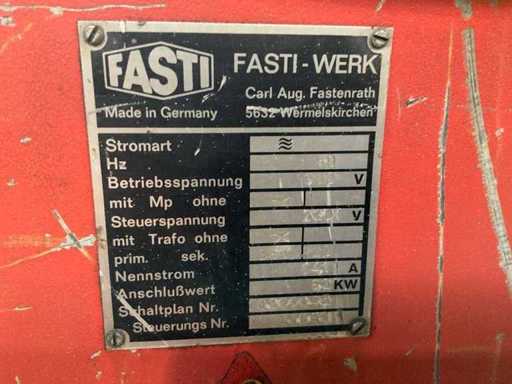 FASTI
FASTI-WERK
Carl Aug. Fastenrath
Made in Germany
5632 Wermelskirchen
Stromart
Hz
Betriebsspannung V
mit Mp ohne
Steuerspannung V
mit Trafo ohne
prim. sek.
Nennstrom A
Anschlußwert KW
Schaltplan Nr.
Steuerungs Nr.